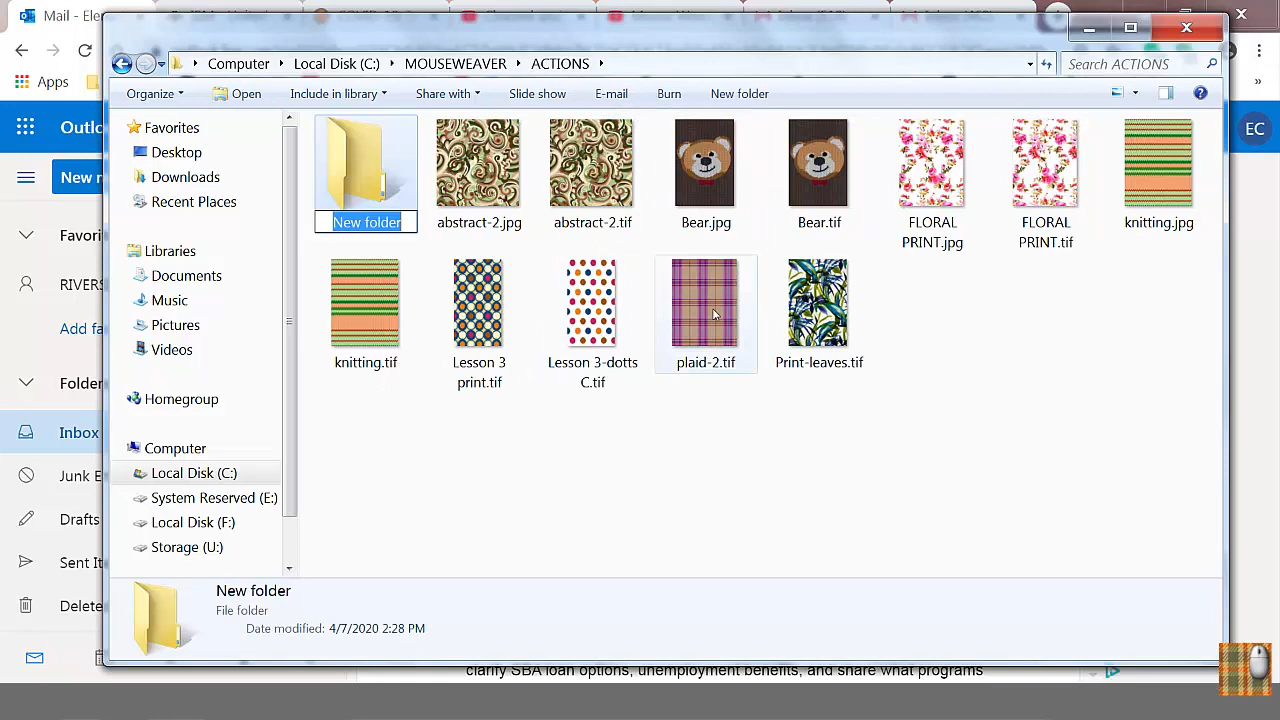 Mail - Ele
Computer
Local Disk (C:)
MOUSEWEAVER
ACTIONS
Search ACTIONS
Apps
Organize
Open
Include in library
Share with
Slide show
E-mail
Burn
New folder
Outlo
EC
New n
Favori
RIVERS
Add fa
Folder
Inbox
Junk E
Drafts
Sent It
Delete
Favorites
Desktop
Downloads
Recent Places
Libraries
Documents
Music
Pictures
Videos
Homegroup
Computer
Local Disk (C:)
System Reserved (E:)
Local Disk (F:)
Storage (U:)
New folder
abstract-2.jpg
abstract-2.tif
Bear.jpg
Bear.tif
FLORAL
PRINT.jpg
FLORAL
PRINT.tif
knitting.jpg
knitting.tif
Lesson 3
print.tif
Lesson 3-dotts
C.tif
plaid-2.tif
Print-leaves.tif
New folder
File folder
Date modified: 4/7/2020 2:28 PM
clarify SBA loan options, unemployment benefits, and share what programs